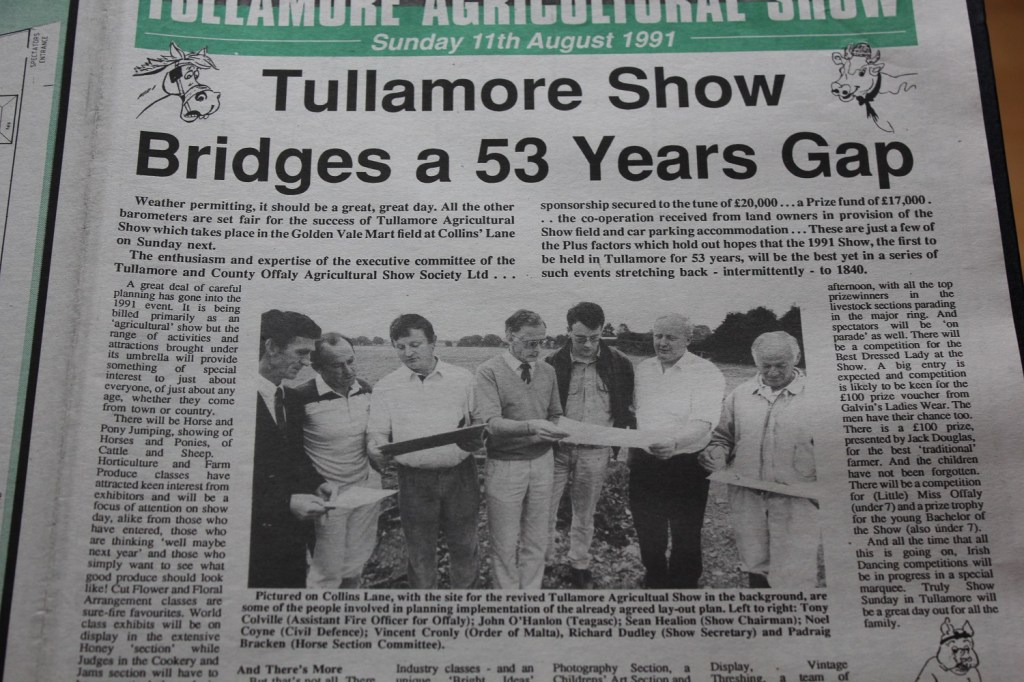 SPECTATORS
ENTRANCE
TULLAMORE AGRICULTURAL SHOW
Sunday 11th August 1991
Tullamore Show
Bridges a 53 Years Gap
Weather permitting, it should be a great, great day. All the other
barometers are set fair for the success of Tullamore Agricultural
Show which takes place in the Golden Vale Mart field at Collins' Lane
on Sunday next.
The enthusiasm and expertise of the executive committee of the
Tullamore and County Offaly Agricultural Show Society Ltd . . .
sponsorship secured to the tune of £20,000 . . . a Prize fund of £17,000 .
. . the co-operation received from land owners in provision of the
Show field and car parking accommodation . . . These are just a few of
the Plus factors which hold out hopes that the 1991 Show, the first to
be held in Tullamore for 53 years, will be the best yet in a series of
such events stretching back - intermittently - to 1840.
A great deal of careful
planning has gone into the
1991 event. It is being
billed primarily as an
'agricultural' show but the
range of activities and
attractions brought under
its umbrella will provide
something of special
interest to just about
everyone, of just about any
age, whether they come
from town or country.
There will be Horse and
Pony Jumping, showing of
Horses and Ponies, of
Cattle and Sheep.
Horticulture and Farm
Produce classes have
attracted keen interest from
exhibitors and will be a
focus of attention on show
day, alike from those who
have entered, those who
are thinking 'well maybe
next year' and those who
simply want to see what
good produce should look
like! Cut Flower and Floral
Arrangement classes are
sure-fire favourites. World
class exhibits will be on
display in the extensive
Honey 'section' while
Judges in the Cookery and
Jams section will have to
Pictured on Collins Lane, with the site for the revived Tullamore Agricultual Show in the background, are
some of the people involved in planning implementation of the already agreed lay-out plan. Left to right: Tony
Colville (Assistant Fire Officer for Offaly); John O'Hanlon (Teagasc); Sean Healion (Show Chairman); Noel
Coyne (Civil Defence); Vincent Cronly (Order of Malta), Richard Dudley (Show Secretary) and Padraig
Bracken (Horse Section Committee).
And There's More
But that's not all. There
Industry classes - and an
unique 'Bright Ideas'
Photography Section, a
Childrens' Art Section and
Display, . Vintage
Threshing, a team of
afternoon, with all the top
prizewinners in the
livestock sections parading
in the major ring. And
spectators will be 'on
parade' as well. There will
be a competition for the
Best Dressed Lady at the
Show. A big entry is
expected and competition
is likely to be keen for the
£100 prize voucher from
Galvin's Ladies Wear. The
men have their chance too.
There is a £100 prize,
presented by Jack Douglas,
for the best 'traditional'
farmer. And the children
have not been forgotten.
There will be a competition
for (Little) Miss Offaly
(under 7) and a prize trophy
for the young Bachelor of
the Show (also under 7).
And all the time that all
this is going on, Irish
Dancing competitions will
be in progress in a special
marquee. Truly Show
Sunday in Tullamore will
be a great day out for all the
family.